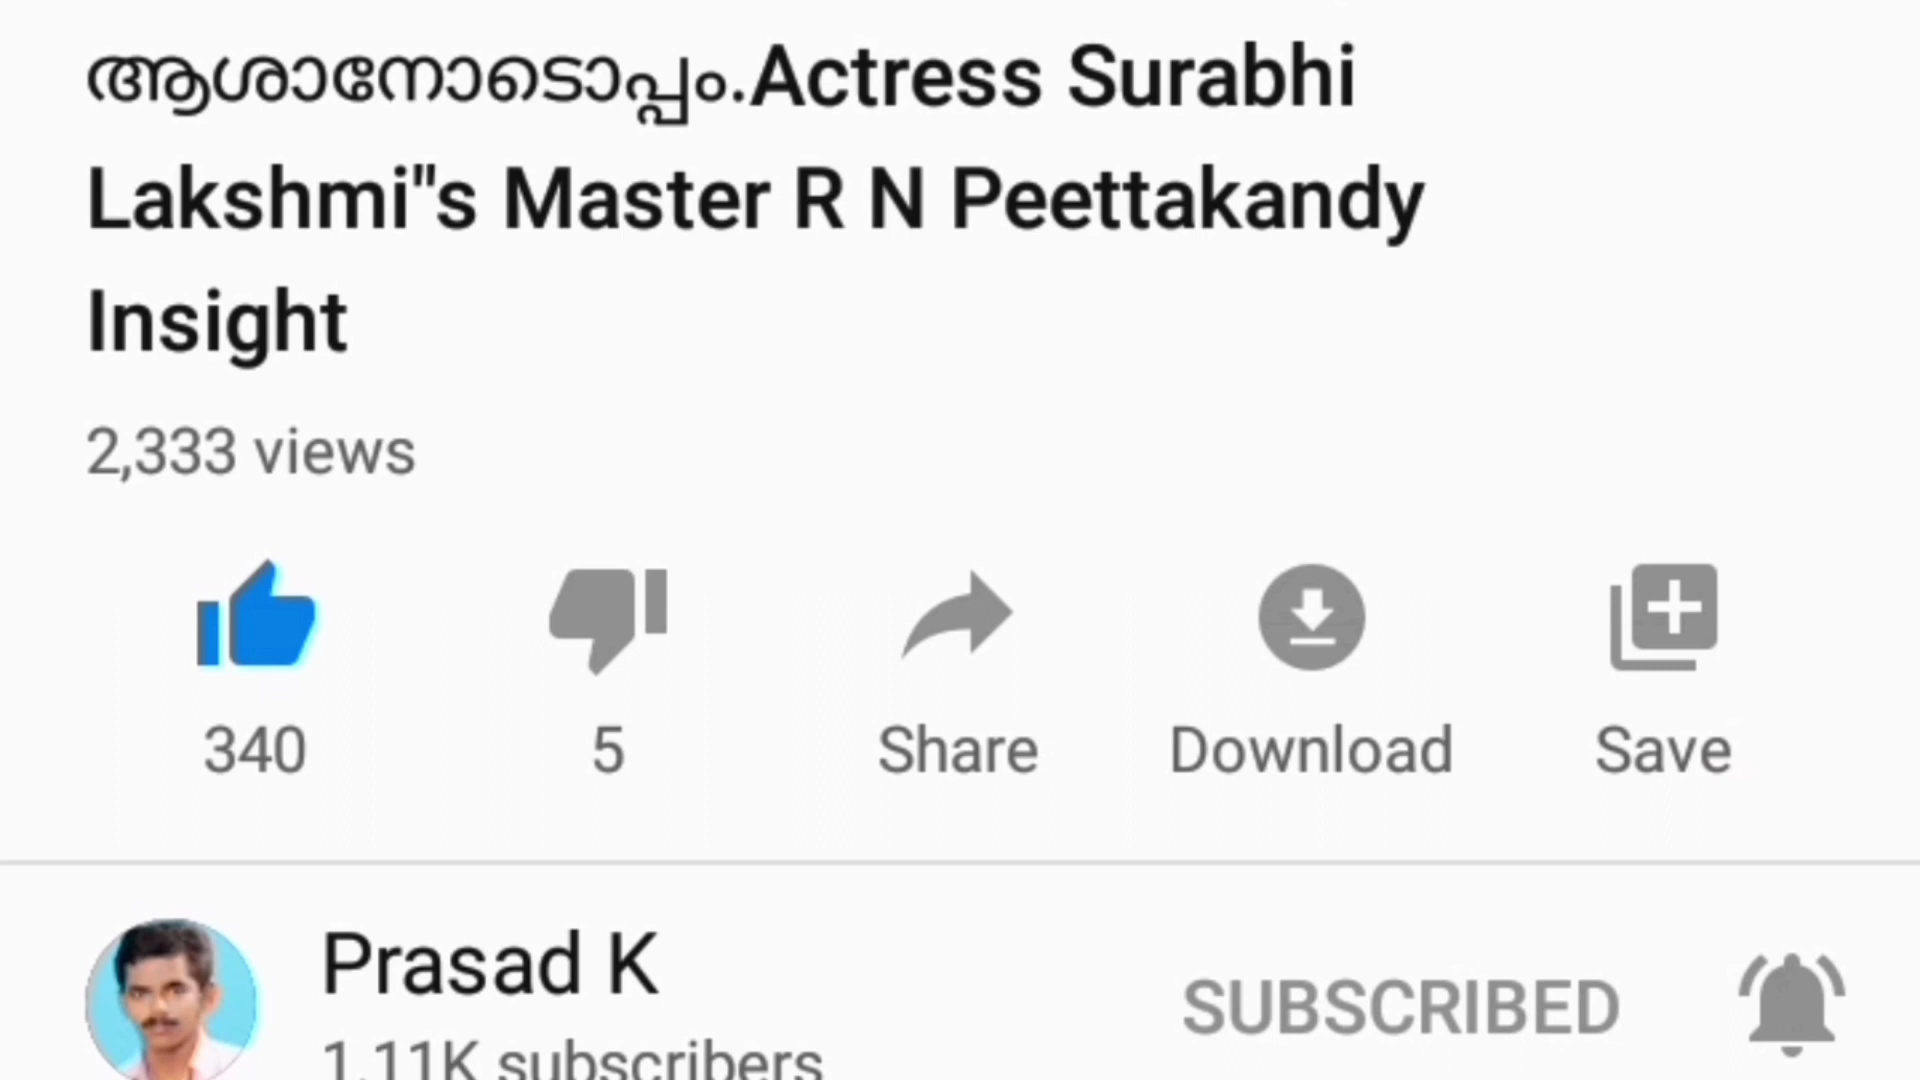 ആശാനോടൊപ്പം.Actress Surabhi
Lakshmi"s Master R N Peettakandy
Insight
2,333 views
340
5
Share
Download
Save
Prasad K
SUBSCRIBED
1.11K subscribers